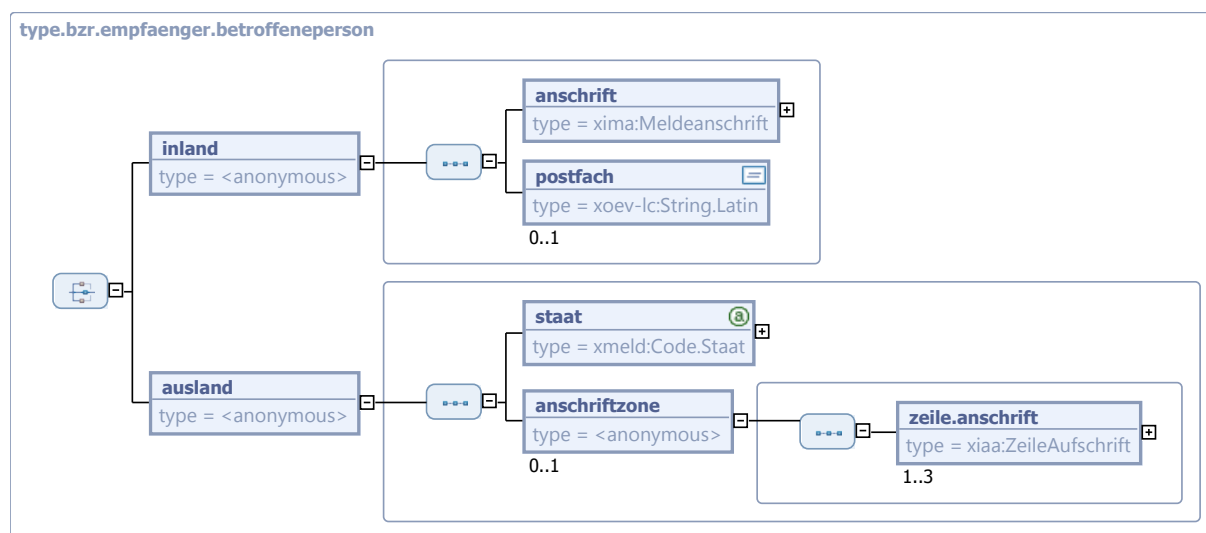 type.bzr.empfaenger.betroffeneperson
anschrift
type = xima:Meldeanschrift
inland
type = <anonymous>
postfach
type = xoev-lc:String.Latin
0..1
staat
type = xmeld:Code.Staat
ausland
type = <anonymous>
anschriftzone
type = <anonymous>
0..1
zeile.anschrift
type = xiaa:ZeileAufschrift
1..3